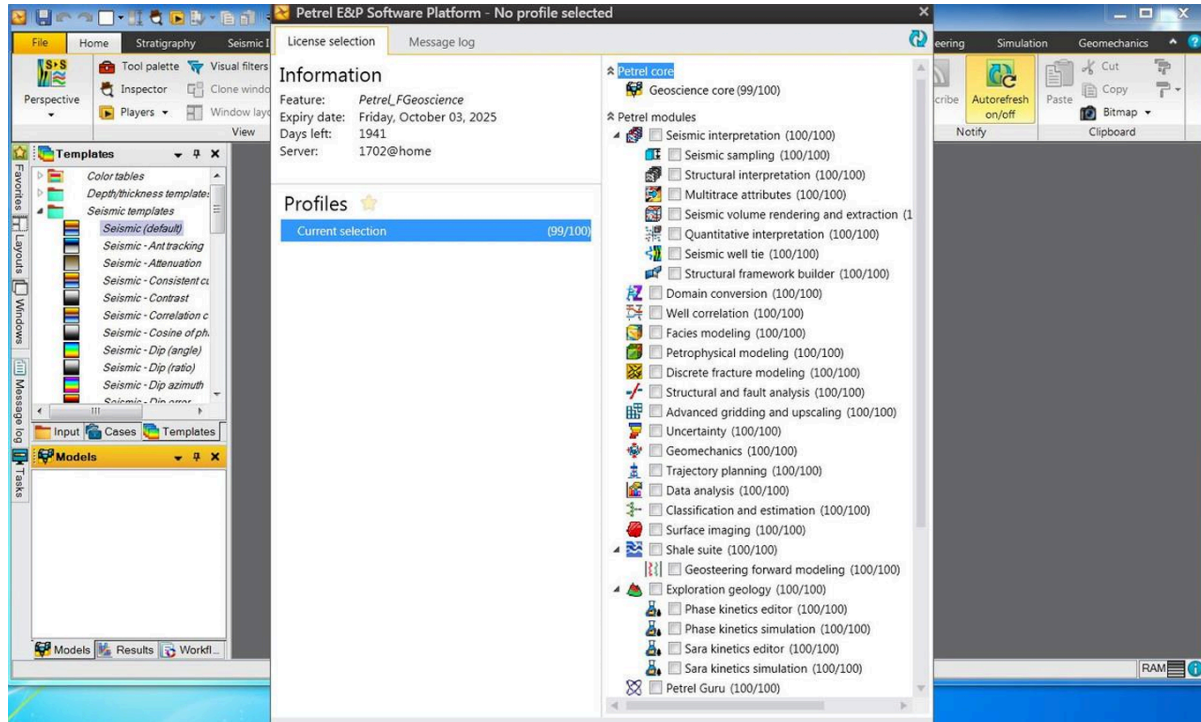 Petrel E&P Software Platform - No profile selected
File
Home
Stratigraphy
Seismic I
eering
Simulation
Geomechanics
Perspective
Tool palette
Visual filters
Inspector
Clone windo
Players
Window layo
View
cribe
Autorefresh
on/off
Notify
Paste
Cut
Copy
Bitmap
Clipboard
License selection
Message log
Information
Feature: Petrel_FGeoscience
Expiry date: Friday, October 03, 2025
Days left: 1941
Server: 1702@home
Profiles
Current selection (99/100)
Petrel core
Geoscience core (99/100)
Petrel modules
Seismic interpretation (100/100)
Seismic sampling (100/100)
Structural interpretation (100/100)
Multitrace attributes (100/100)
Seismic volume rendering and extraction (1
Quantitative interpretation (100/100)
Seismic well tie (100/100)
Structural framework builder (100/100)
Domain conversion (100/100)
Well correlation (100/100)
Facies modeling (100/100)
Petrophysical modeling (100/100)
Discrete fracture modeling (100/100)
Structural and fault analysis (100/100)
Advanced gridding and upscaling (100/100)
Uncertainty (100/100)
Geomechanics (100/100)
Trajectory planning (100/100)
Data analysis (100/100)
Classification and estimation (100/100)
Surface imaging (100/100)
Shale suite (100/100)
Geosteering forward modeling (100/100)
Exploration geology (100/100)
Phase kinetics editor (100/100)
Phase kinetics simulation (100/100)
Sara kinetics editor (100/100)
Sara kinetics simulation (100/100)
Petrel Guru (100/100)
Favorites
Layouts
Windows
Message log
Tasks
Templates
Color tables
Depth/thickness templates
Seismic templates
Seismic (default)
Seismic - Ant tracking
Seismic - Attenuation
Seismic - Consistent cu
Seismic - Contrast
Seismic - Correlation c
Seismic - Cosine of ph
Seismic - Dip (angle)
Seismic - Dip (ratio)
Seismic - Dip azimuth
Seismic - Dip error
Input
Cases
Templates
Models
Models
Results
Workfl...
RAM